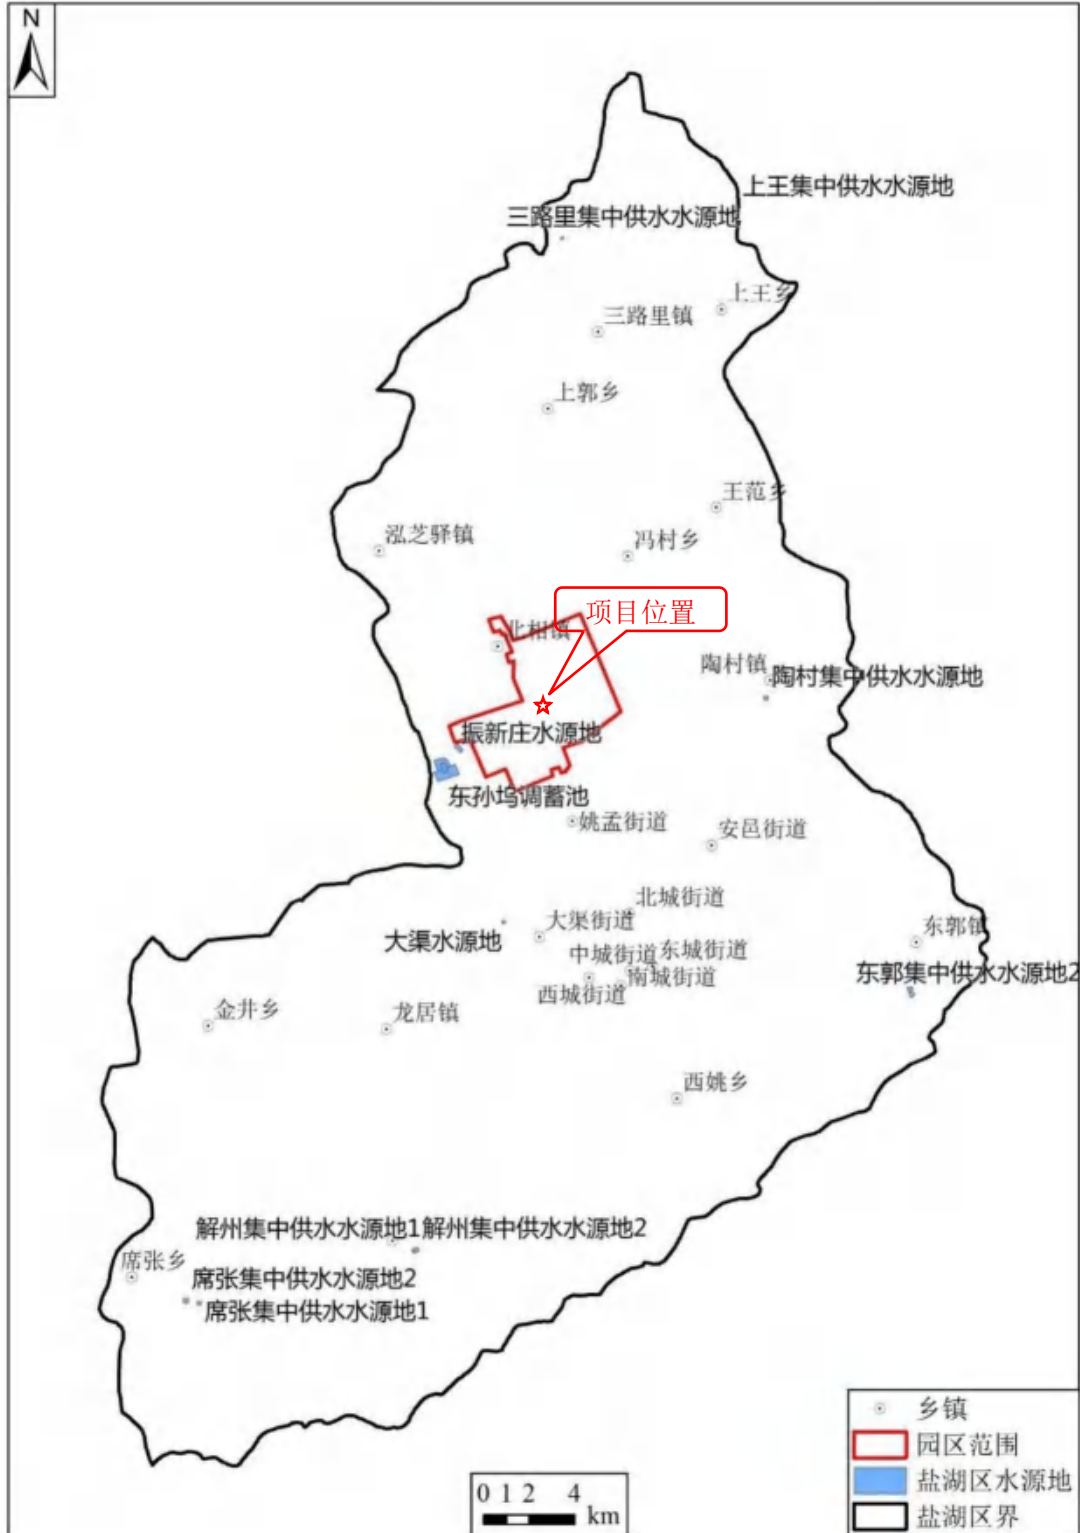 N
上王集中供水水源地
三路里集中供水水源地
上王乡
三路里镇
上郭乡
王范乡
泓芝驿镇
冯村乡
项目位置
北相镇
陶村镇
陶村集中供水水源地
振新庄水源地
东孙坞调蓄池
姚孟街道
安邑街道
北城街道
大渠街道
东郭镇
大渠水源地
中城街道
东城街道
东郭集中供水水源地2
南城街道
西城街道
金井乡
龙居镇
西姚乡
解州集中供水水源地1
解州集中供水水源地2
席张乡
席张集中供水水源地2
席张集中供水水源地1
乡镇
园区范围
盐湖区水源地
盐湖区界
0 1 2 4
km